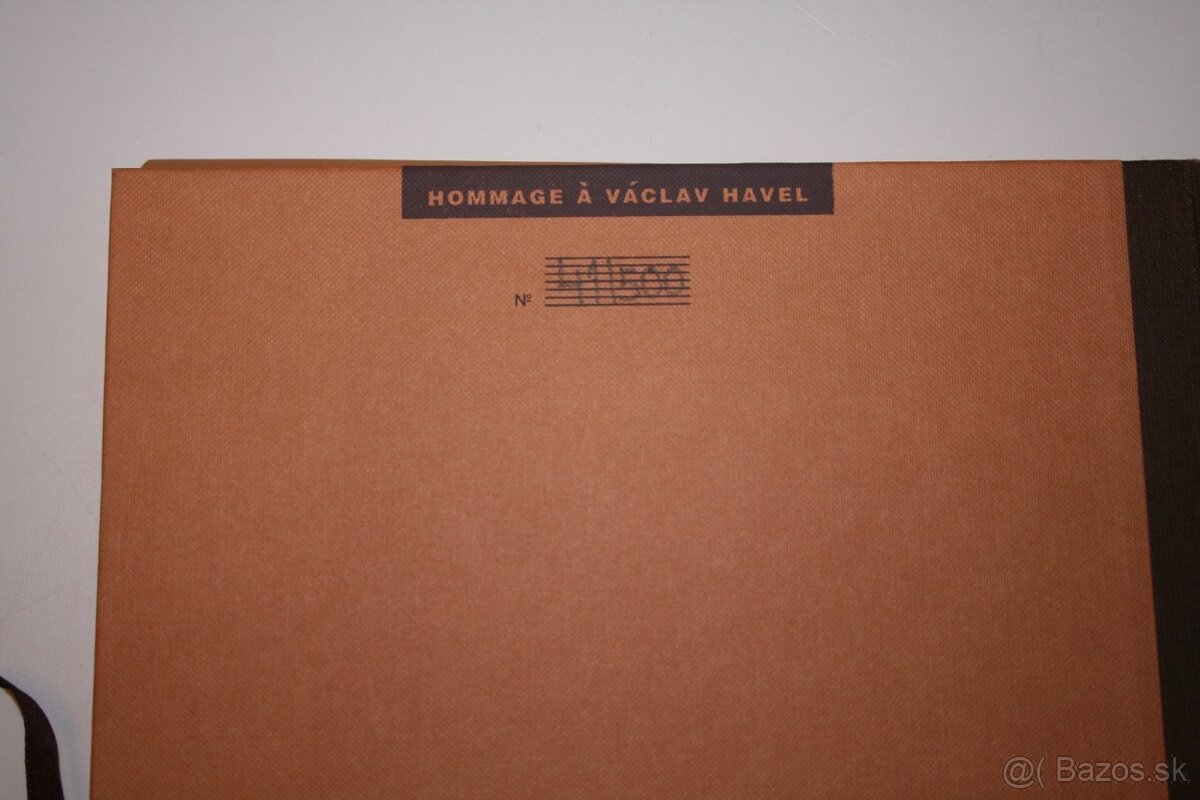 HOMMAGE À VÁCLAV HAVEL
№ 41/500
@( Bazos.sk